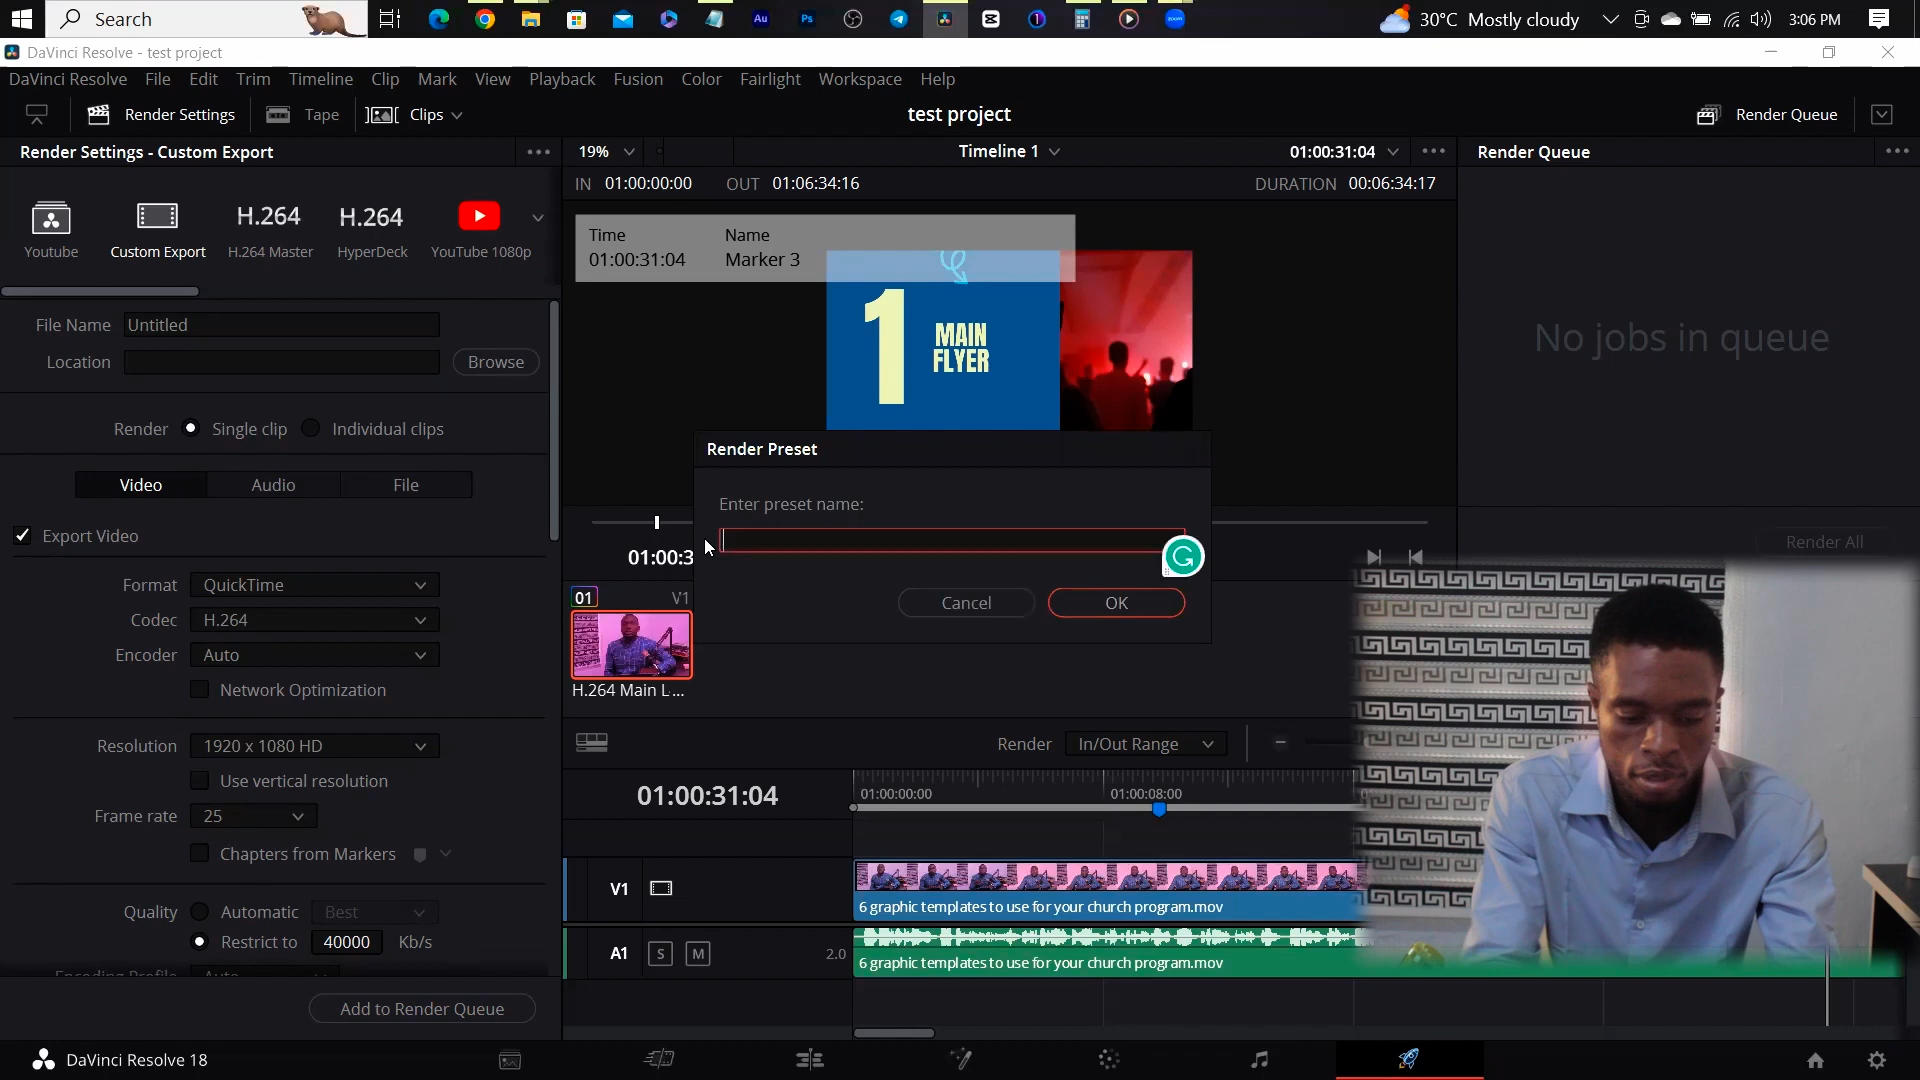 Search
Au
Ps
zoom
30°C Mostly cloudy
3:06 PM
DaVinci Resolve - test project
DaVinci Resolve File Edit Trim Timeline Clip Mark View Playback Fusion Color Fairlight Workspace Help
Render Settings Tape Clips test project Render Queue
Render Settings - Custom Export
19% Timeline 1 01:00:31:04
Render Queue
IN 01:00:00:00 OUT 01:06:34:16 DURATION 00:06:34:17
H.264 H.264
Youtube Custom Export H.264 Master HyperDeck YouTube 1080p
Time Name
01:00:31:04 Marker 3
1 MAIN
FLYER
File Name Untitled
Location Browse
No jobs in queue
Render Single clip Individual clips
Video Audio File
Export Video
Render Preset
Enter preset name:
Cancel OK
Render All
01:00:3
Format QuickTime
Codec H.264
Encoder Auto
Network Optimization
01 V1
H.264 Main L...
Resolution 1920 x 1080 HD
Use vertical resolution
Frame rate 25
Chapters from Markers
Render In/Out Range
01:00:31:04
01:00:00:00 01:00:08:00
Quality Automatic Best
Restrict to 40000 Kb/s
Encoding Profile Auto
Add to Render Queue
V1
6 graphic templates to use for your church program.mov
A1 S M 2.0
6 graphic templates to use for your church program.mov
DaVinci Resolve 18